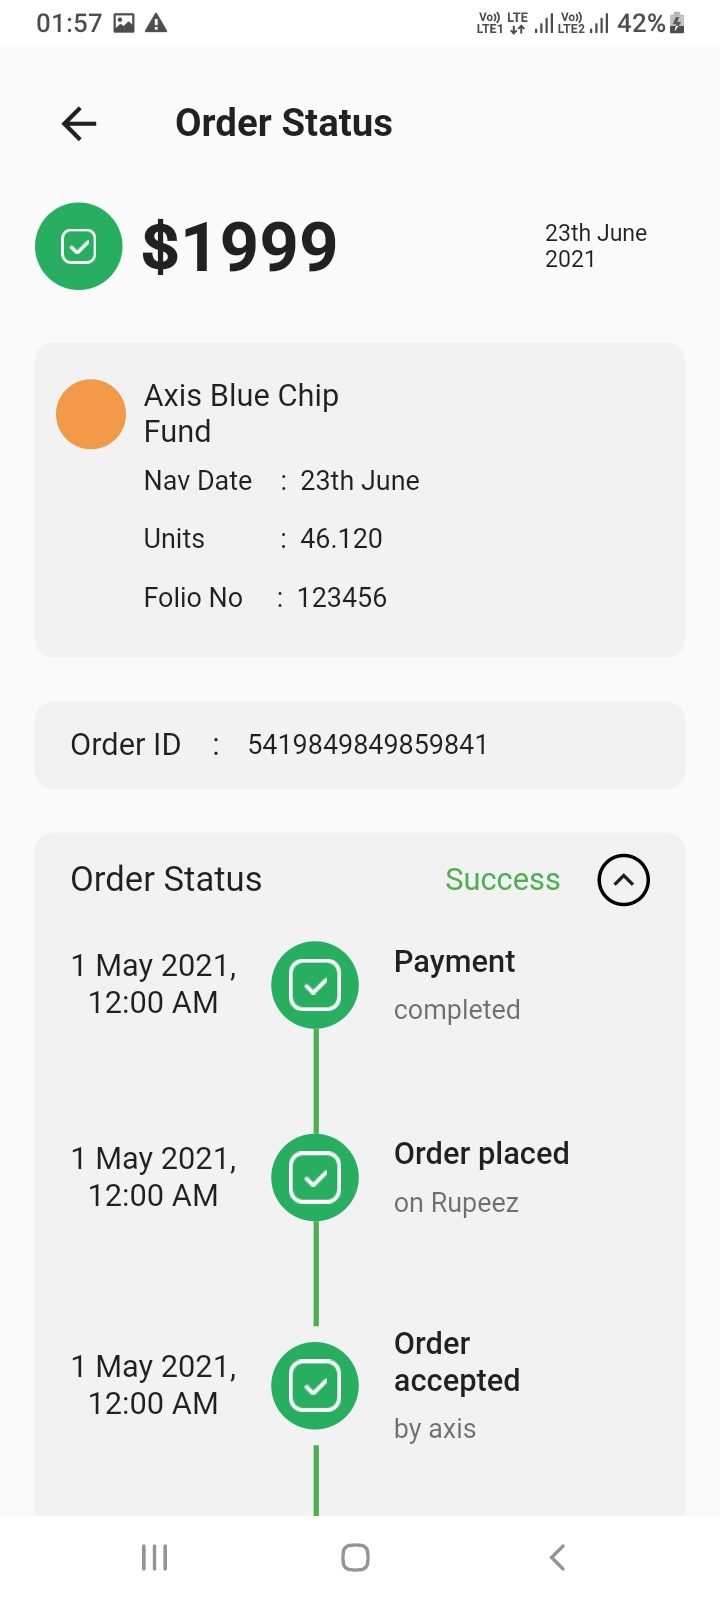 01:57 Vo)) LTE1 LTE Vo)) LTE2 42%
Order Status
$1999
23th June
2021
Axis Blue Chip
Fund
Nav Date : 23th June
Units : 46.120
Folio No : 123456
Order ID : 5419849849859841
Order Status Success
1 May 2021,
12:00 AM
Payment
completed
1 May 2021,
12:00 AM
Order placed
on Rupeez
1 May 2021,
12:00 AM
Order
accepted
by axis